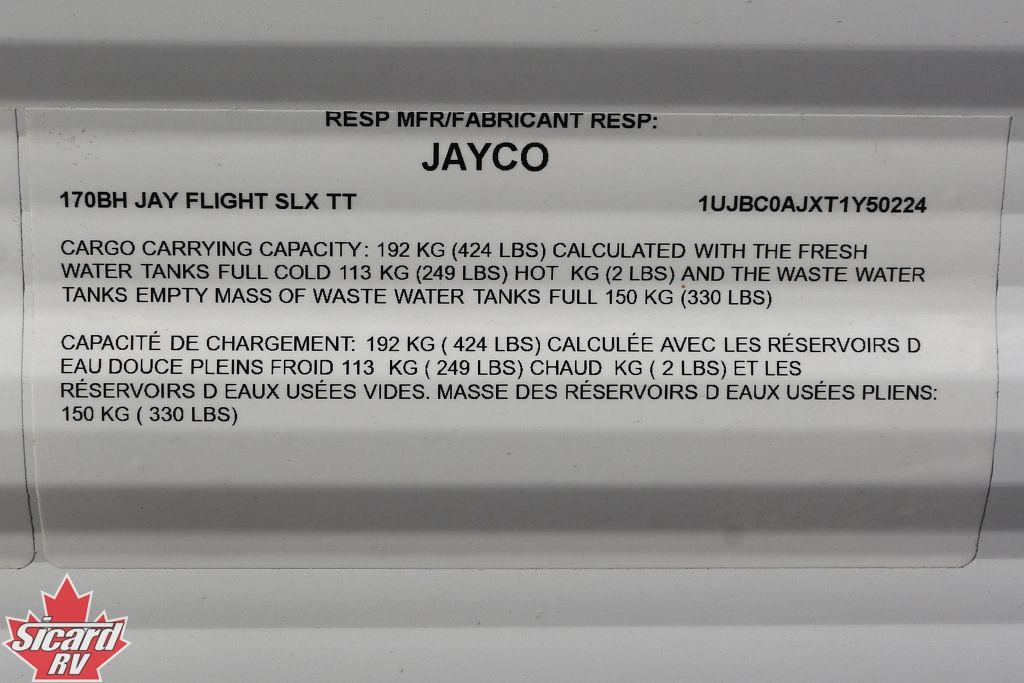 RESP MFR/FABRICANT RESP:
JAYCO
170BH JAY FLIGHT SLX TT 1UJBC0AJXT1Y50224
CARGO CARRYING CAPACITY: 192 KG (424 LBS) CALCULATED WITH THE FRESH
WATER TANKS FULL COLD 113 KG (249 LBS) HOT  KG (2 LBS) AND THE WASTE WATER
TANKS EMPTY MASS OF WASTE WATER TANKS FULL 150 KG (330 LBS)
CAPACITÉ DE CHARGEMENT: 192 KG ( 424 LBS) CALCULÉE AVEC LES RÉSERVOIRS D
EAU DOUCE PLEINS FROID 113  KG ( 249 LBS) CHAUD  KG ( 2 LBS) ET LES
RÉSERVOIRS D EAUX USÉES VIDES. MASSE DES RÉSERVOIRS D EAUX USÉES PLIENS:
150 KG ( 330 LBS)
Sicard
RV